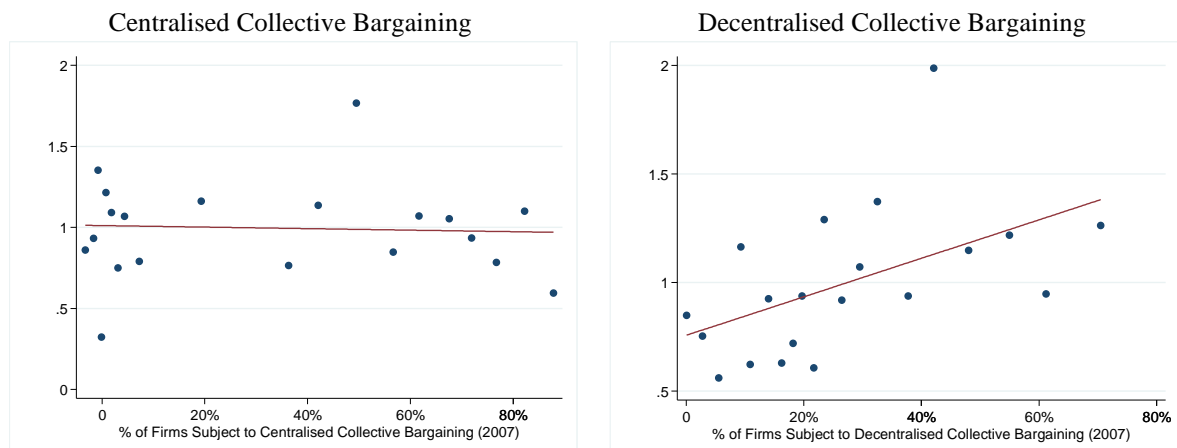 Centralised Collective Bargaining
2
1.5
1
.5
0
0 20% 40% 60% 80%
% of Firms Subject to Centralised Collective Bargaining (2007)
Decentralised Collective Bargaining
2
1.5
1
.5
0 20% 40% 60% 80%
% of Firms Subject to Decentralised Collective Bargaining (2007)